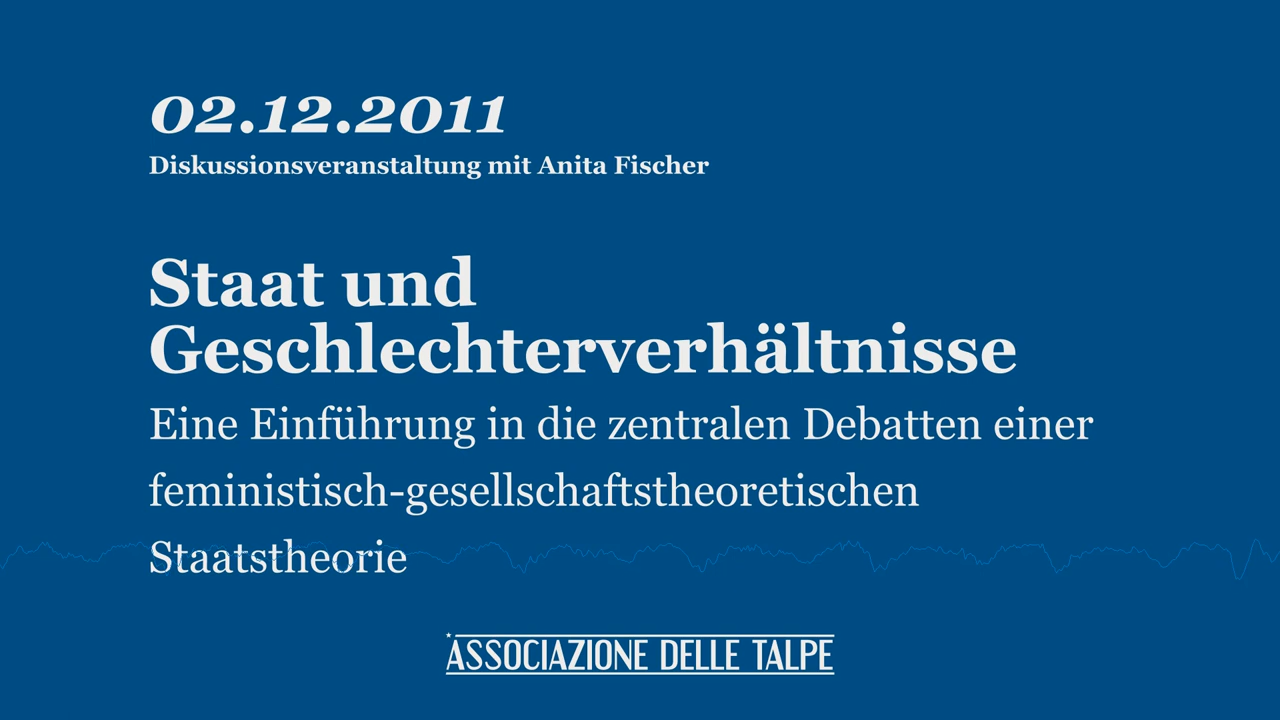 02.12.2011
Diskussionsveranstaltung mit Anita Fischer
Staat und
Geschlechterverhältnisse
Eine Einführung in die zentralen Debatten einer
feministisch-gesellschaftstheoretischen
Staatstheorie
ASSOCIAZIONE DELLE TALPE